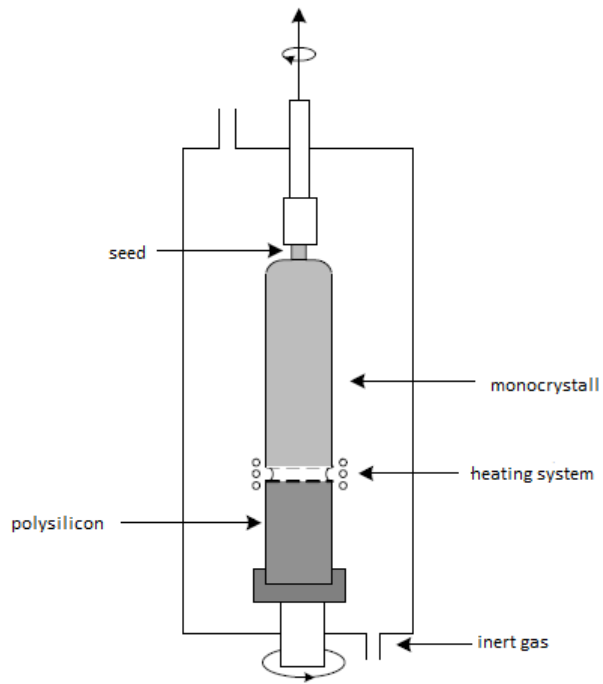 seed
monocrystall
heating system
polysilicon
inert gas